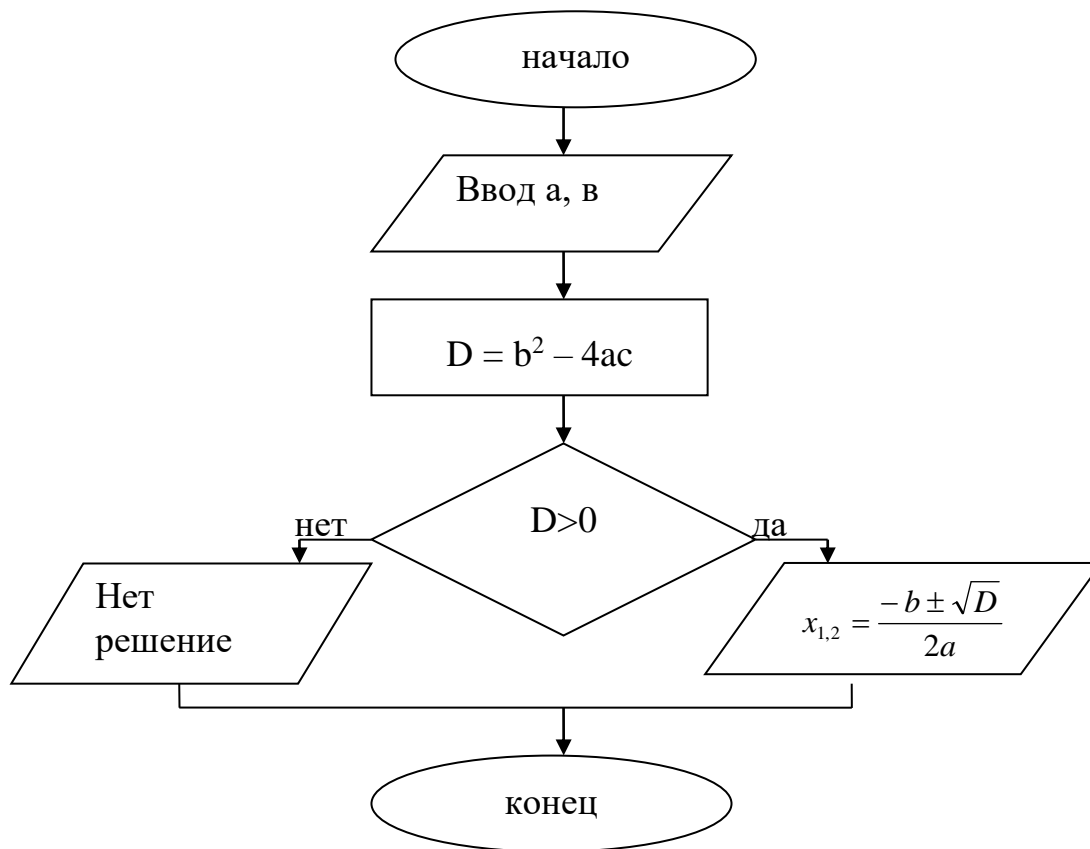 начало
Ввод а, в
D = b² – 4ac
D>0
нет
да
Нет
решение
x₁,₂ = (– b ± √D) / 2a
конец